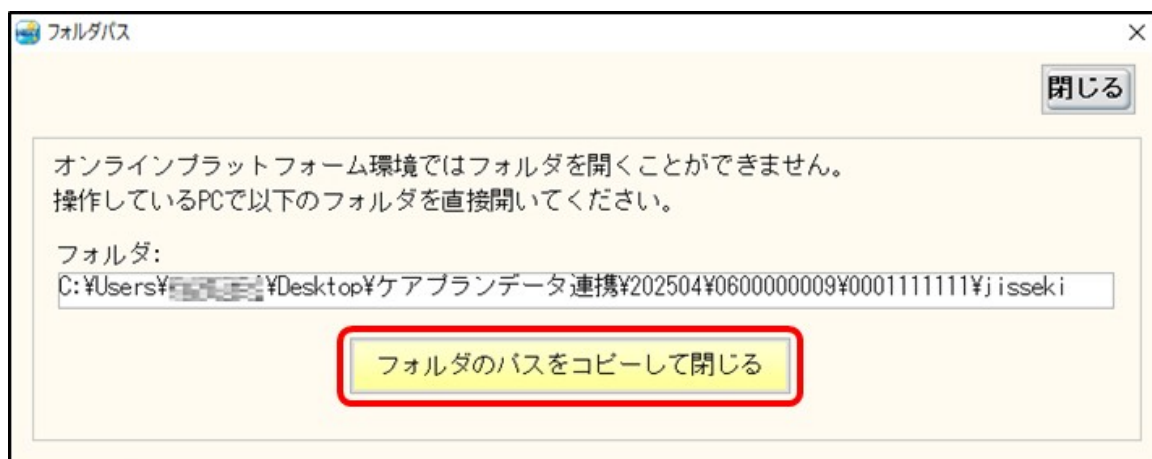 フォルダパス
閉じる
オンラインプラットフォーム環境ではフォルダを開くことができません。
操作しているPCで以下のフォルダを直接開いてください。
フォルダ:
C:¥Users¥ ¥Desktop¥ケアプランデータ連携¥202504¥0600000009¥0001111111¥jisseki
フォルダのパスをコピーして閉じる